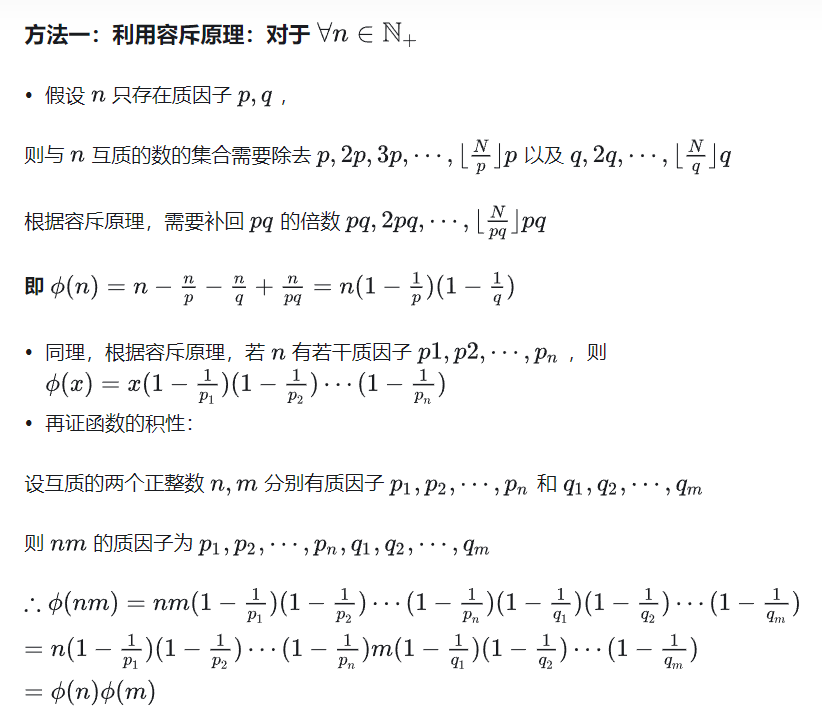 方法一：利用容斥原理：对于 $\forall n \in \mathbb{N}_+$
• 假设 $n$ 只存在质因子 $p, q$ ，
则与 $n$ 互质的数的集合需要除去 $p, 2p, 3p, \cdots, \lfloor \frac{N}{p} \rfloor p$ 以及 $q, 2q, \cdots, \lfloor \frac{N}{q} \rfloor q$
根据容斥原理，需要补回 $pq$ 的倍数 $pq, 2pq, \cdots, \lfloor \frac{N}{pq} \rfloor pq$
即 $\phi(n) = n - \frac{n}{p} - \frac{n}{q} + \frac{n}{pq} = n(1 - \frac{1}{p})(1 - \frac{1}{q})$
• 同理，根据容斥原理，若 $n$ 有若干质因子 $p1, p2, \cdots, p_n$ ，则
$\phi(x) = x(1 - \frac{1}{p_1})(1 - \frac{1}{p_2}) \cdots (1 - \frac{1}{p_n})$
• 再证函数的积性：
设互质的两个正整数 $n, m$ 分别有质因子 $p_1, p_2, \cdots, p_n$ 和 $q_1, q_2, \cdots, q_m$
则 $nm$ 的质因子为 $p_1, p_2, \cdots, p_n, q_1, q_2, \cdots, q_m$
$\therefore \phi(nm) = nm(1 - \frac{1}{p_1})(1 - \frac{1}{p_2}) \cdots (1 - \frac{1}{p_n})(1 - \frac{1}{q_1})(1 - \frac{1}{q_2}) \cdots (1 - \frac{1}{q_m})$
$= n(1 - \frac{1}{p_1})(1 - \frac{1}{p_2}) \cdots (1 - \frac{1}{p_n})m(1 - \frac{1}{q_1})(1 - \frac{1}{q_2}) \cdots (1 - \frac{1}{q_m})$
$= \phi(n)\phi(m)$